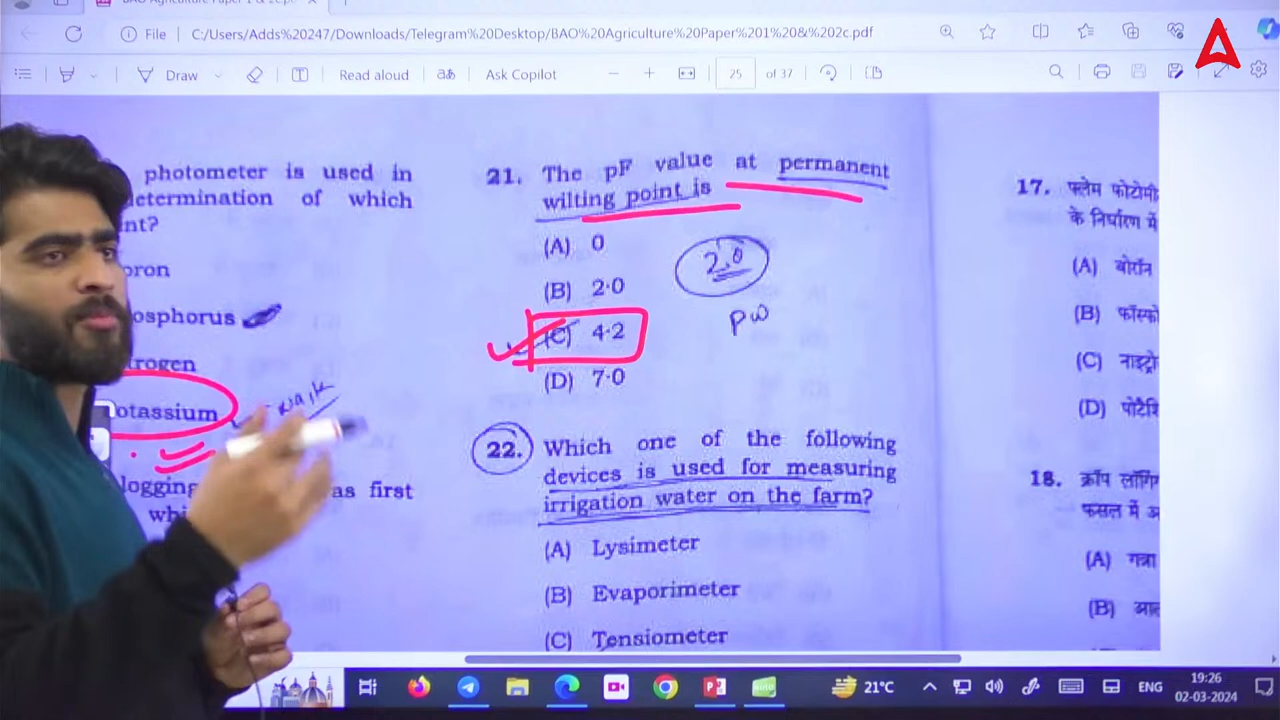 File
C:/Users/Adds%20247/Downloads/Telegram%20Desktop/BAO%20Agriculture%20Paper%201%20&%202c.pdf
Draw
Read aloud
Ask Copilot
25 of 37
photometer is used in
determination of which
oron
osphorus
trogen
otassium
Na, K
logging
as first
21. The pF value at permanent
wilting point is
(A) 0
(B) 2·0
(C) 4·2
(D) 7·0
2.0
22. Which one of the following
devices is used for measuring
irrigation water on the farm?
(A) Lysimeter
(B) Evaporimeter
(C) Tensiometer
17. फ्लेम फोटोमी
के निर्धारण में
(A) बोरॉन
(B) फॉस्फो
(C) नाइट्रो
(D) पोटैशि
18. क्रॉप लॉगिंग
फसल में अ
(A) गन्ना
(B) आल
21°C
ENG
19:26
02-03-2024